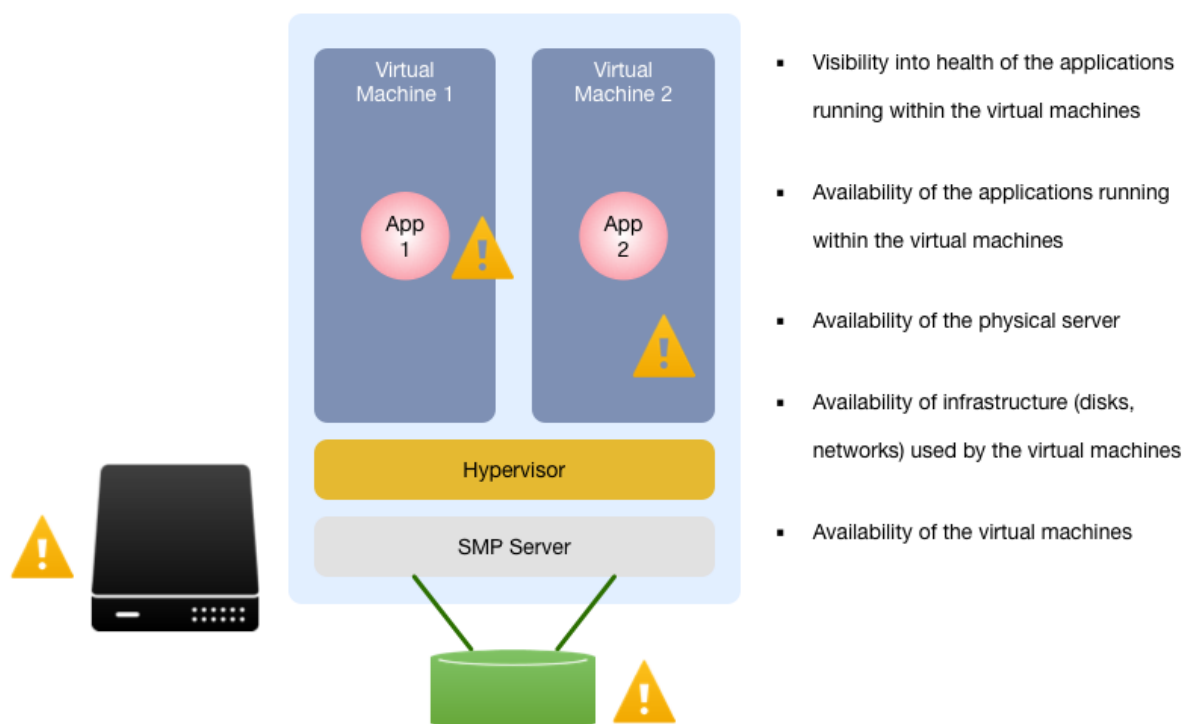 Virtual
Machine 1
Virtual
Machine 2
App
1
App
2
Hypervisor
SMP Server
▪ Visibility into health of the applications
running within the virtual machines
▪ Availability of the applications running
within the virtual machines
▪ Availability of the physical server
▪ Availability of infrastructure (disks,
networks) used by the virtual machines
▪ Availability of the virtual machines